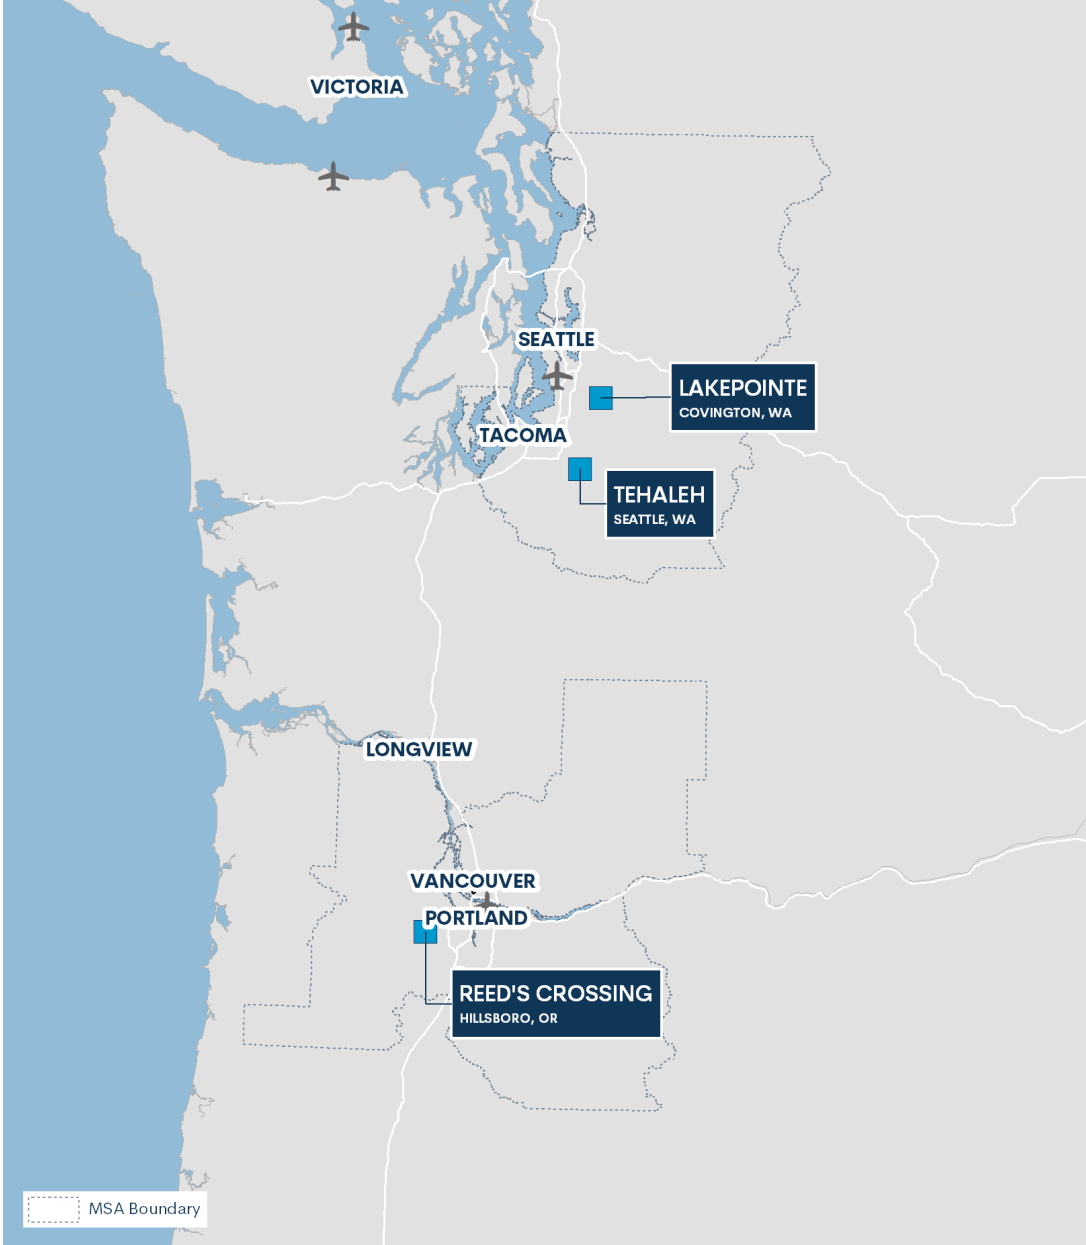 VICTORIA
SEATTLE
LAKEPOINTE
COVINGTON, WA
TACOMA
TEHALEH
SEATTLE, WA
LONGVIEW
VANCOUVER
PORTLAND
REED'S CROSSING
HILLSBORO, OR
MSA Boundary